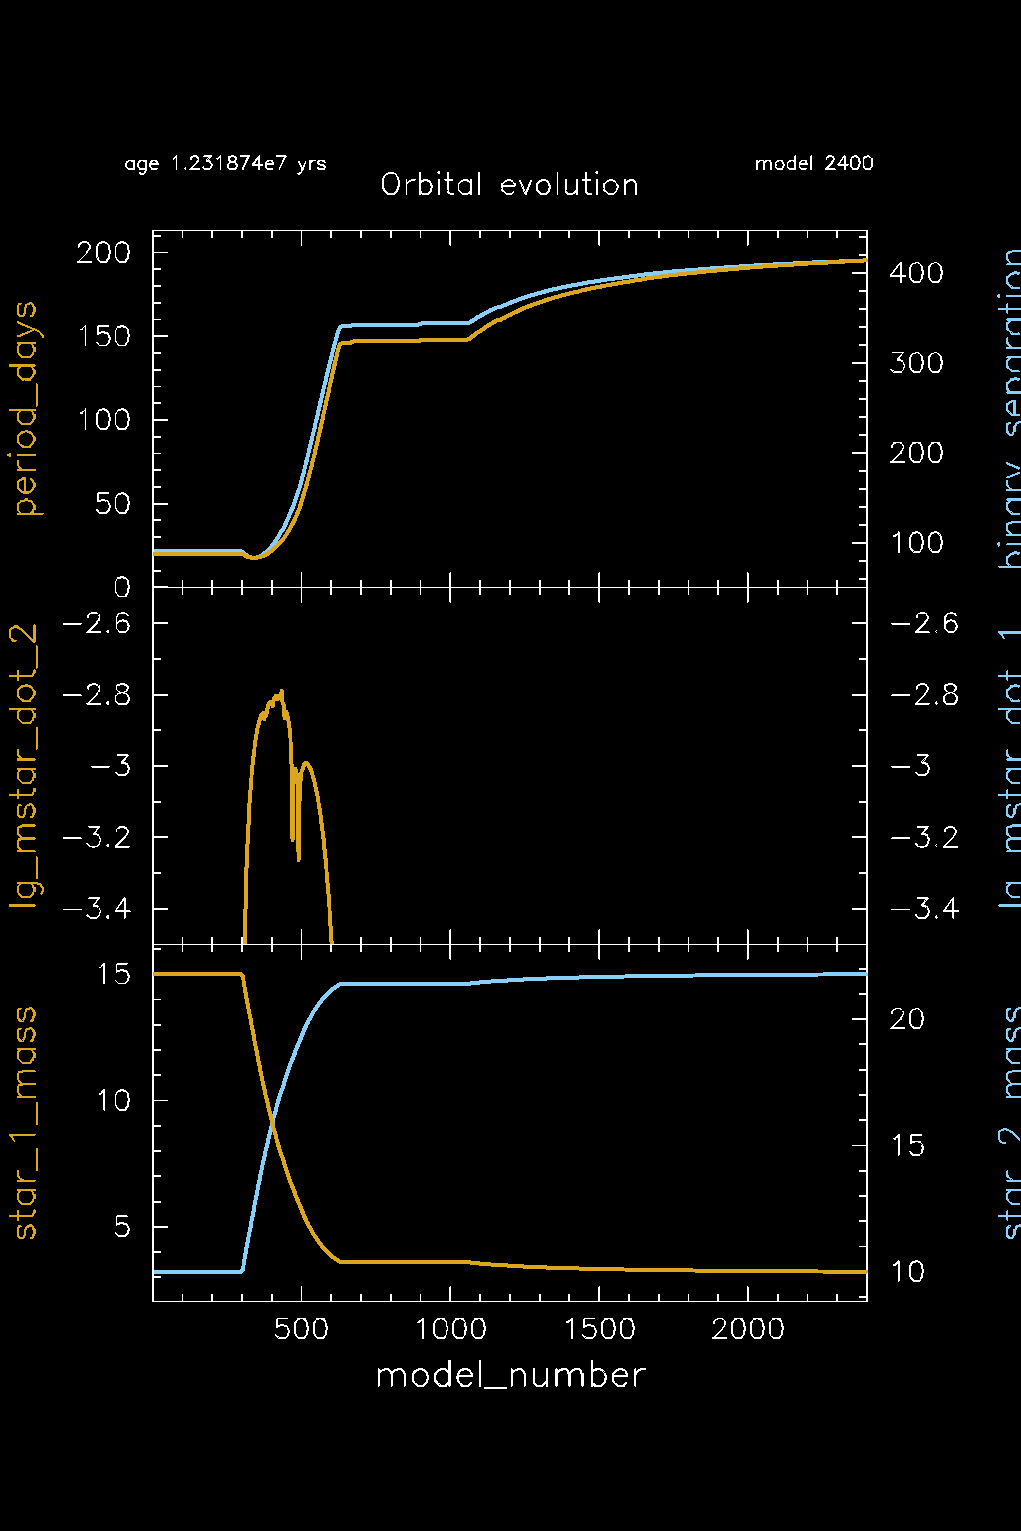 age 1.231874e7 yrs
model 2400
Orbital evolution
period_days
200
150
100
50
0
400
300
200
100
binary_separation
lg_mstar_dot_2
−2.6
−2.8
−3
−3.2
−3.4
−2.6
−2.8
−3
−3.2
−3.4
lg_mstar_dot_1
star_1_mass
15
10
5
20
15
10
star_2_mass
500 1000 1500 2000
model_number